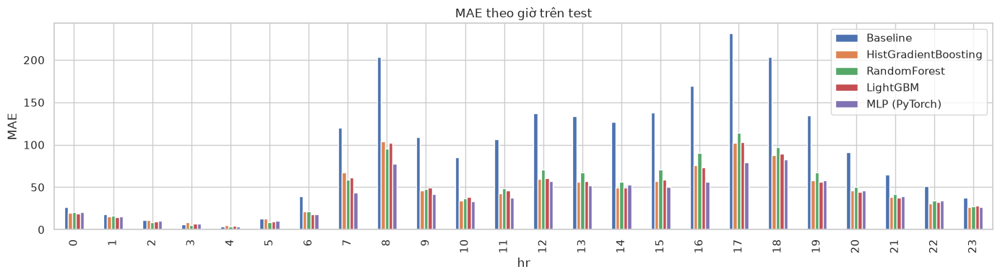 MAE theo giờ trên test
Baseline
HistGradientBoosting
RandomForest
LightGBM
MLP (PyTorch)
MAE
200
150
100
50
0
0 1 2 3 4 5 6 7 8 9 10 11 12 13 14 15 16 17 18 19 20 21 22 23
hr